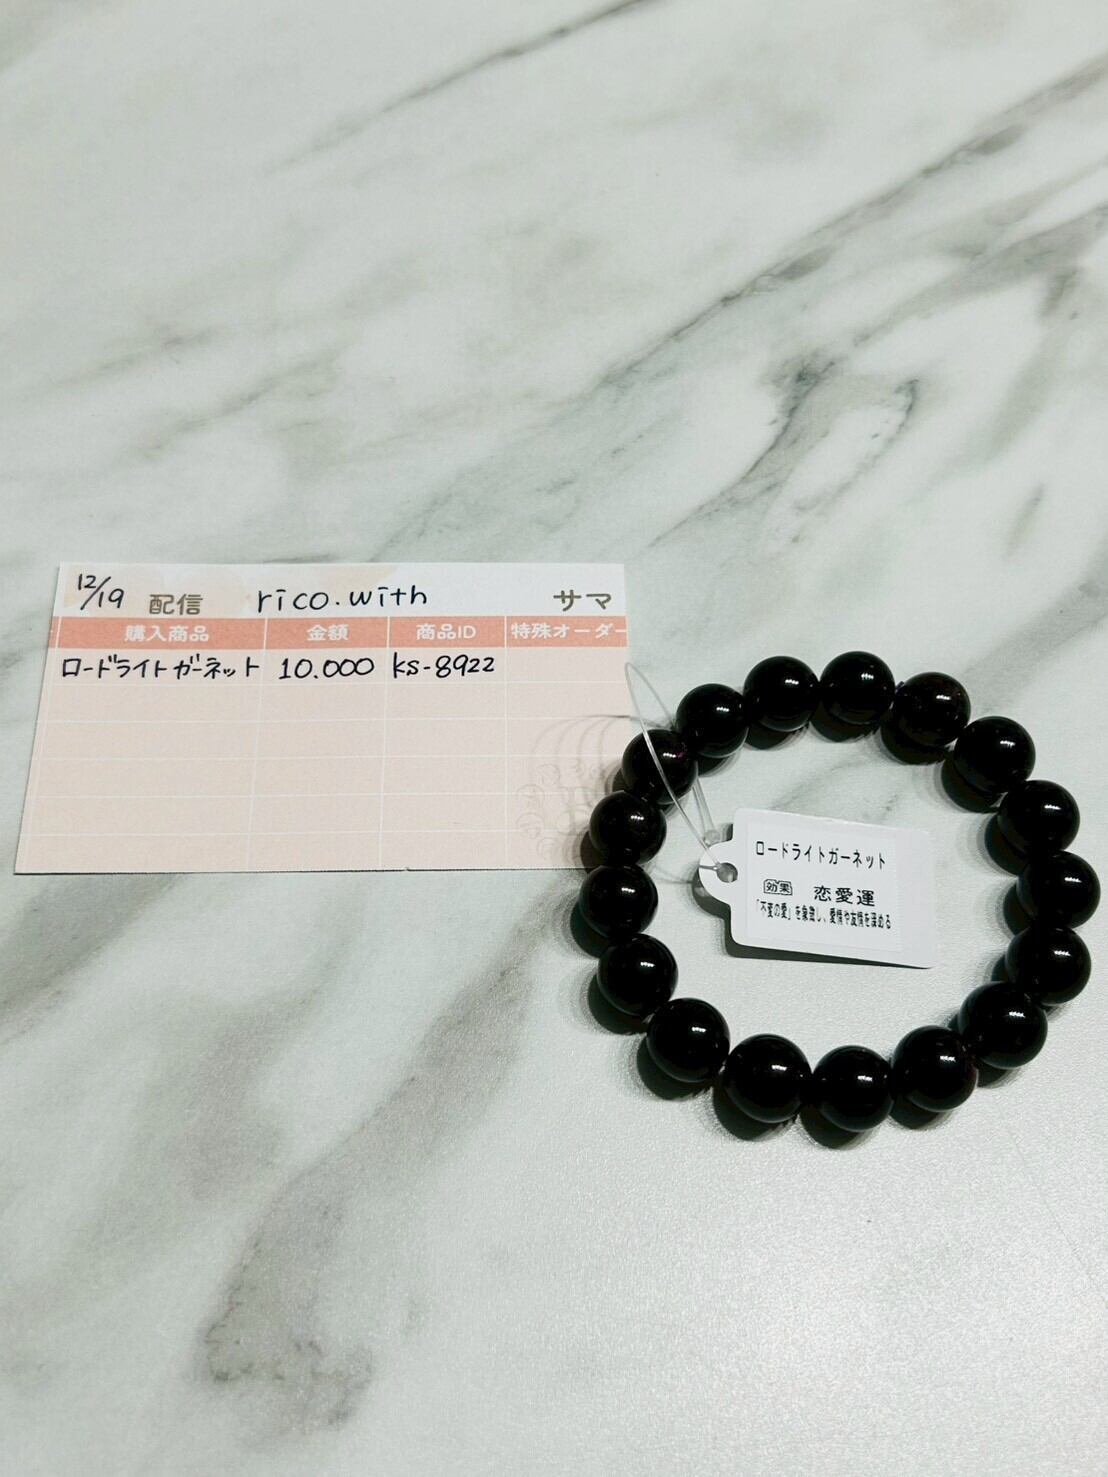 12/19 配信 rico.with サマ
購入商品 金額 商品ID 特殊オーダー
ロードライトガーネット 10.000 ks-8922
ロードライトガーネット
効果 恋愛運
「不変の愛」を象徴し、愛情や友情を深める